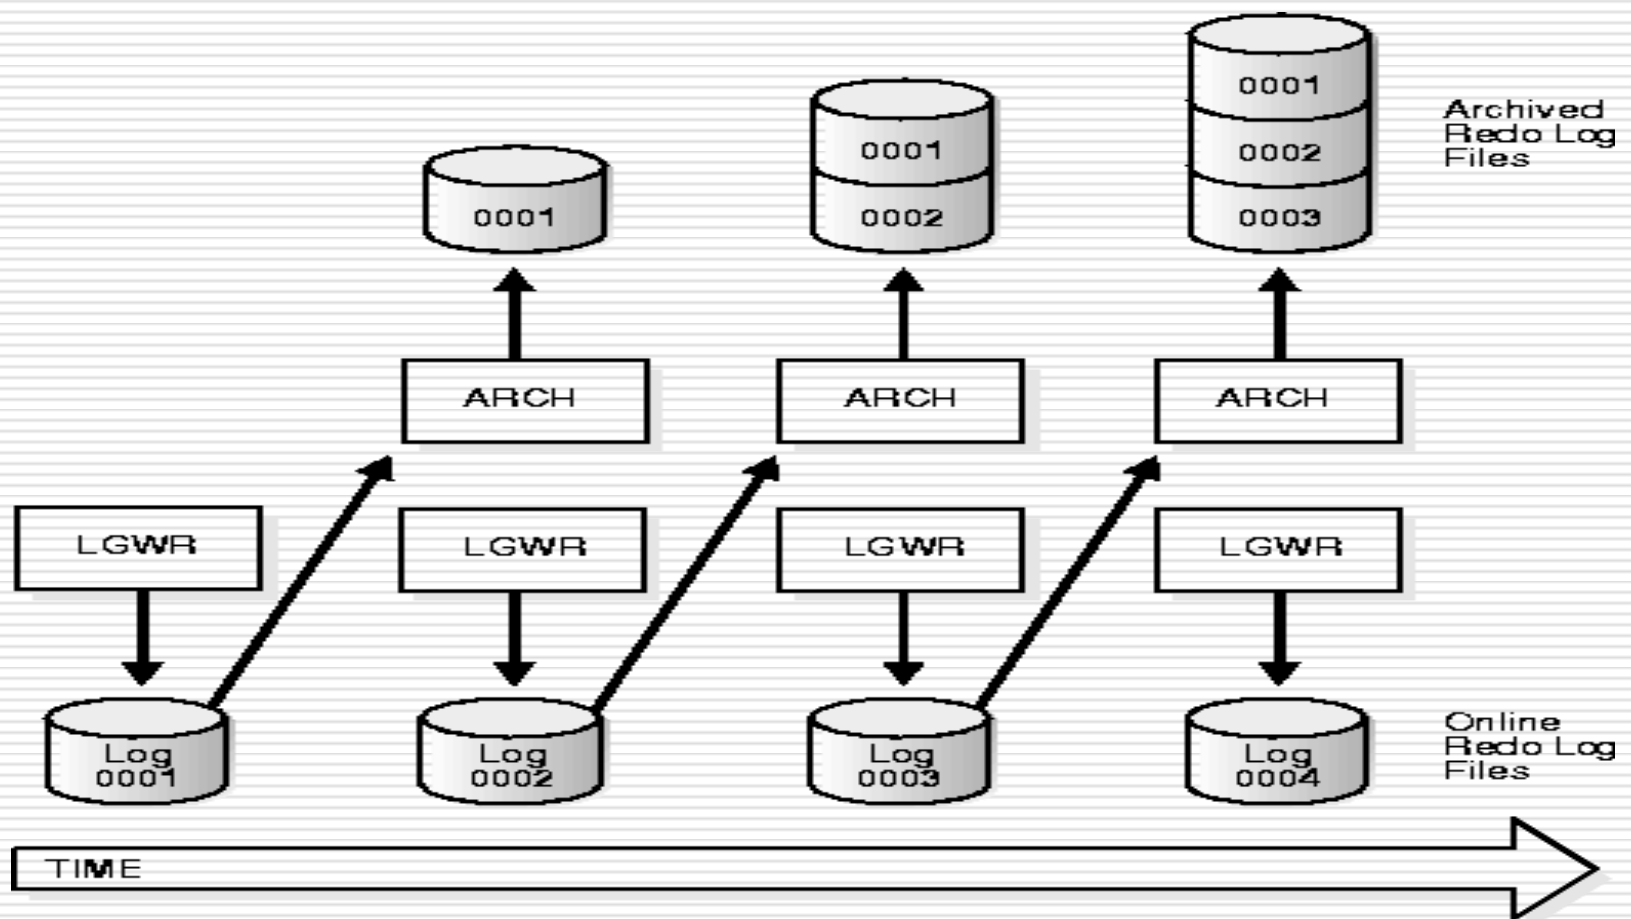 0001
0001
0002
0001
0002
0003
Archived
Redo Log
Files
ARCH
ARCH
ARCH
LGWR
LGWR
LGWR
LGWR
Log
0001
Log
0002
Log
0003
Log
0004
Online
Redo Log
Files
TIME